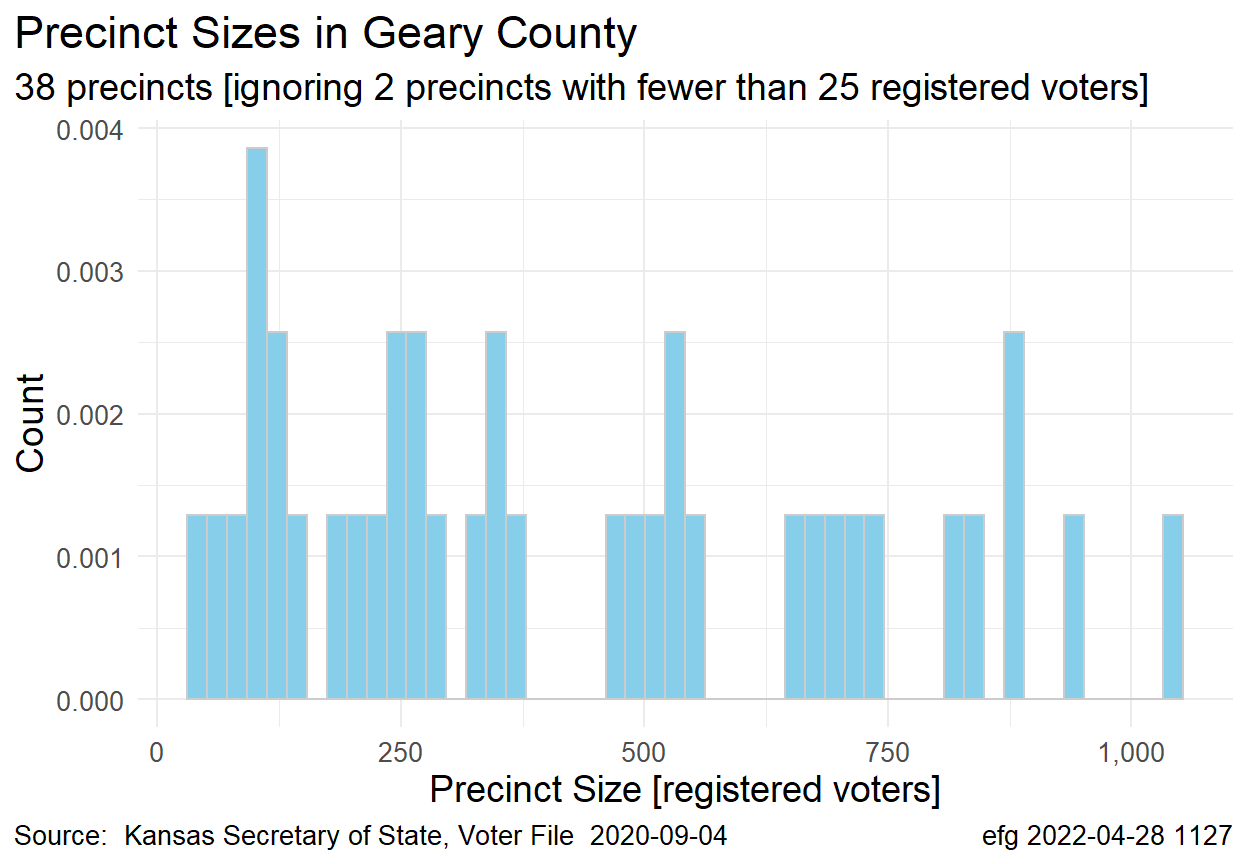 Precinct Sizes in Geary County
38 precincts [ignoring 2 precincts with fewer than 25 registered voters]
Count
0.004
0.003
0.002
0.001
0.000
0 250 500 750 1,000
Precinct Size [registered voters]
Source:  Kansas Secretary of State, Voter File  2020-09-04
efg 2022-04-28 1127